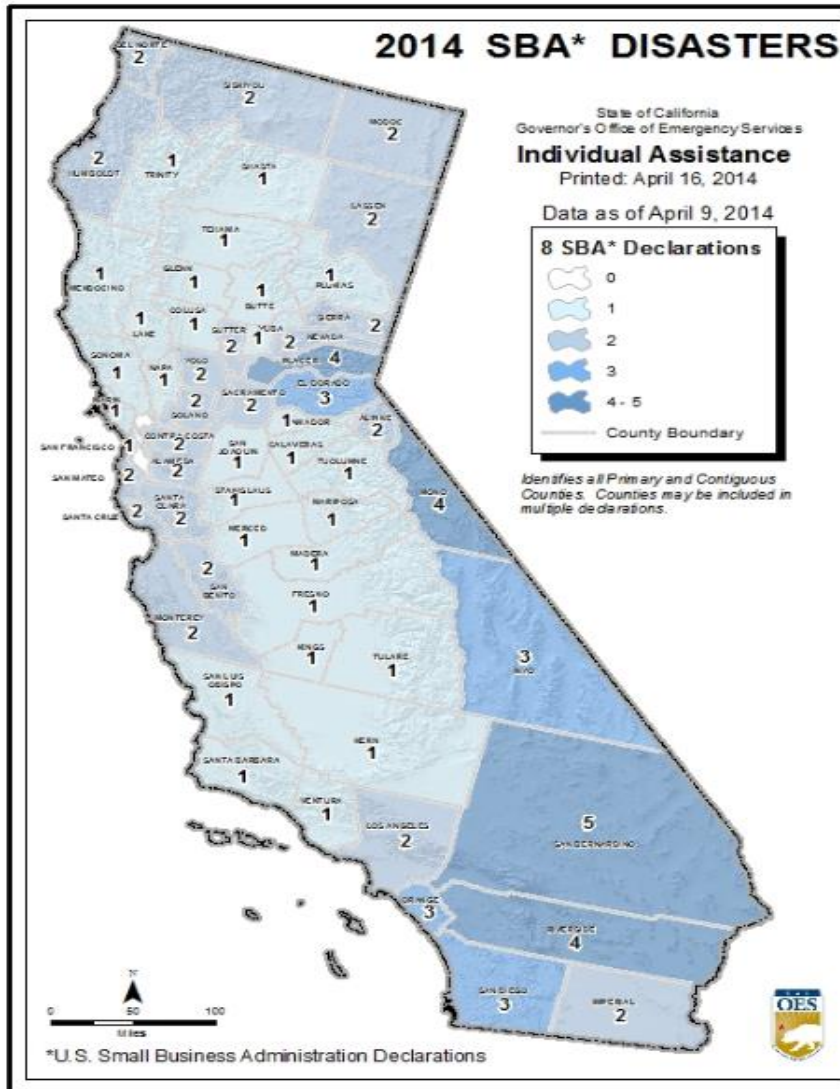 2014 SBA* DISASTERS
State of California
Governor's Office of Emergency Services
Individual Assistance
Printed: April 16, 2014
Data as of April 9, 2014
8 SBA* Declarations
0
1
2
3
4 - 5
County Boundary
Identifies all Primary and Contiguous
Counties. Counties may be included in
multiple declarations.
DEL NORTE
2
SISKIYOU
2
MODOC
2
2
HUMBOLDT
1
TRINITY
SHASTA
1
LASSEN
2
TEHAMA
1
1
MENDOCINO
GLENN
1
1
BUTTE
1
PLUMAS
COLUSA
1
1
LAKE
SUTTER
2
YUBA
1
SIERRA
2
NEVADA
2
PLACER
4
SONOMA
1
NAPA
1
YOLO
2
EL DORADO
3
SACRAMENTO
2
2
SOLANO
MARIN
1
1
AMADOR
ALPINE
2
CONTRA COSTA
2
SAN FRANCISCO
1
ALAMEDA
2
SAN JOAQUIN
1
CALAVERAS
1
TUOLUMNE
1
SAN MATEO
2
SANTA CLARA
2
SANTA CRUZ
2
STANISLAUS
1
MARIPOSA
1
MONO
4
MERCED
1
MADERA
1
2
SAN BENITO
FRESNO
1
MONTEREY
2
KINGS
1
TULARE
1
3
INYO
SAN LUIS OBISPO
1
KERN
1
SANTA BARBARA
1
VENTURA
1
LOS ANGELES
2
5
SAN BERNARDINO
ORANGE
3
RIVERSIDE
4
SAN DIEGO
3
IMPERIAL
2
N
0
50
100
Miles
OES
*U.S. Small Business Administration Declarations